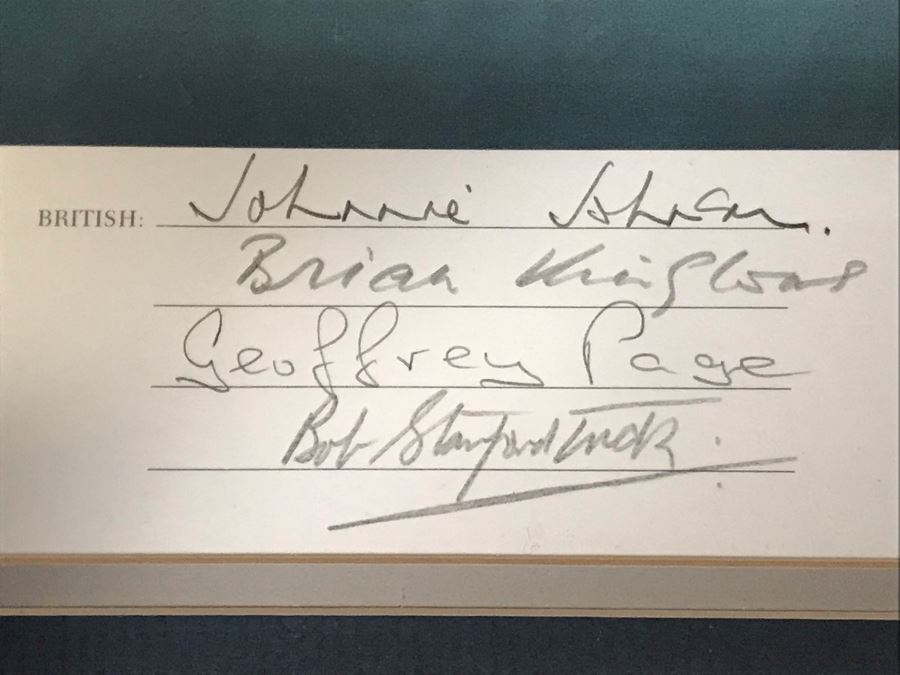 BRITISH: Johnnie Johnson.
Brian Kingcome
Geoffrey Page
Bob Stanford Tuck.